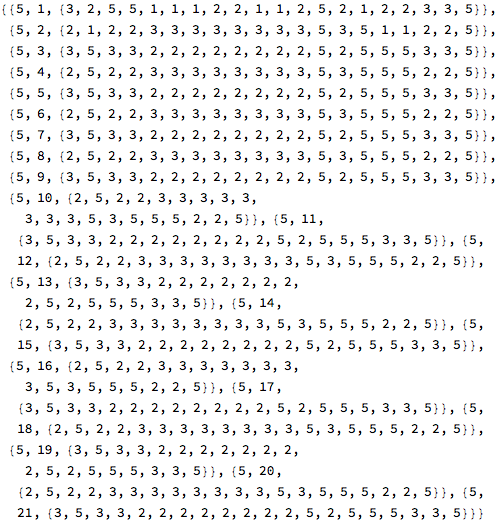 {{5, 1, {3, 2, 5, 5, 1, 1, 1, 2, 2, 1, 1, 2, 5, 2, 1, 2, 2, 3, 3, 5}},
{5, 2, {2, 1, 2, 2, 3, 3, 3, 3, 3, 3, 3, 3, 5, 3, 5, 1, 1, 2, 2, 5}},
{5, 3, {3, 5, 3, 3, 2, 2, 2, 2, 2, 2, 2, 2, 5, 2, 5, 5, 5, 3, 3, 5}},
{5, 4, {2, 5, 2, 2, 3, 3, 3, 3, 3, 3, 3, 3, 5, 3, 5, 5, 5, 2, 2, 5}},
{5, 5, {3, 5, 3, 3, 2, 2, 2, 2, 2, 2, 2, 2, 5, 2, 5, 5, 5, 3, 3, 5}},
{5, 6, {2, 5, 2, 2, 3, 3, 3, 3, 3, 3, 3, 3, 5, 3, 5, 5, 5, 2, 2, 5}},
{5, 7, {3, 5, 3, 3, 2, 2, 2, 2, 2, 2, 2, 2, 5, 2, 5, 5, 5, 3, 3, 5}},
{5, 8, {2, 5, 2, 2, 3, 3, 3, 3, 3, 3, 3, 3, 5, 3, 5, 5, 5, 2, 2, 5}},
{5, 9, {3, 5, 3, 3, 2, 2, 2, 2, 2, 2, 2, 2, 5, 2, 5, 5, 5, 3, 3, 5}},
{5, 10, {2, 5, 2, 2, 3, 3, 3, 3, 3,
3, 3, 3, 5, 3, 5, 5, 5, 2, 2, 5}}, {5, 11,
{3, 5, 3, 3, 2, 2, 2, 2, 2, 2, 2, 2, 5, 2, 5, 5, 5, 3, 3, 5}}, {5,
12, {2, 5, 2, 2, 3, 3, 3, 3, 3, 3, 3, 3, 5, 3, 5, 5, 5, 2, 2, 5}},
{5, 13, {3, 5, 3, 3, 2, 2, 2, 2, 2, 2, 2,
2, 5, 2, 5, 5, 5, 3, 3, 5}}, {5, 14,
{2, 5, 2, 2, 3, 3, 3, 3, 3, 3, 3, 3, 5, 3, 5, 5, 5, 2, 2, 5}}, {5,
15, {3, 5, 3, 3, 2, 2, 2, 2, 2, 2, 2, 2, 5, 2, 5, 5, 5, 3, 3, 5}},
{5, 16, {2, 5, 2, 2, 3, 3, 3, 3, 3, 3, 3,
3, 5, 3, 5, 5, 5, 2, 2, 5}}, {5, 17,
{3, 5, 3, 3, 2, 2, 2, 2, 2, 2, 2, 2, 5, 2, 5, 5, 5, 3, 3, 5}}, {5,
18, {2, 5, 2, 2, 3, 3, 3, 3, 3, 3, 3, 3, 5, 3, 5, 5, 5, 2, 2, 5}},
{5, 19, {3, 5, 3, 3, 2, 2, 2, 2, 2, 2, 2,
2, 5, 2, 5, 5, 5, 3, 3, 5}}, {5, 20,
{2, 5, 2, 2, 3, 3, 3, 3, 3, 3, 3, 3, 5, 3, 5, 5, 5, 2, 2, 5}}, {5,
21, {3, 5, 3, 3, 2, 2, 2, 2, 2, 2, 2, 2, 5, 2, 5, 5, 5, 3, 3, 5}}}